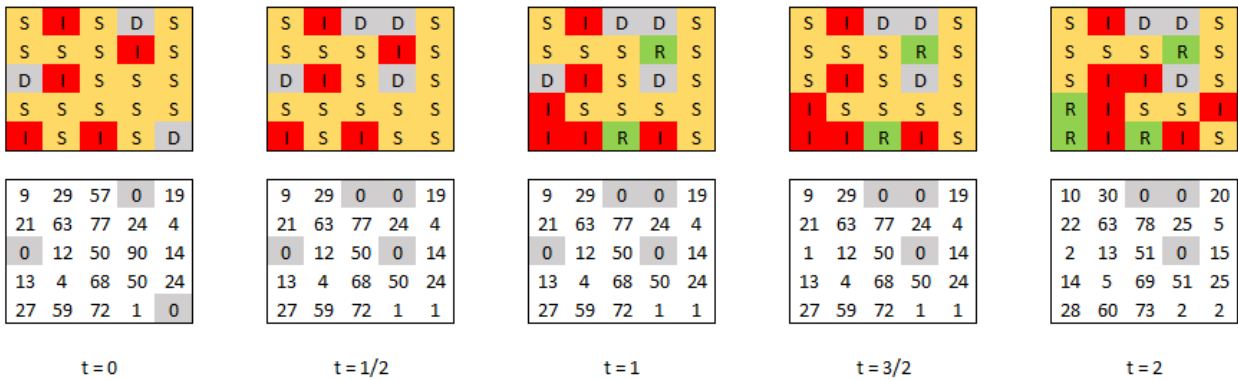 S I S D S S I D D S S I D D S S I D D S S I D D S
S S S I S S S S I S S S S R S S S S R S S S S R S
D I S S S D I S D S D I S D S S I S D S S I I D S
S S S S S S S S S S I S S S S I S S S S R I S S I
I S I S D I S I S S I I R I S I I R I S R I R I S
9 29 57 0 19 9 29 0 0 19 9 29 0 0 19 9 29 0 0 19 10 30 0 0 20
21 63 77 24 4 21 63 77 24 4 21 63 77 24 4 21 63 77 24 4 22 63 78 25 5
0 12 50 90 14 0 12 50 0 14 0 12 50 0 14 1 12 50 0 14 2 13 51 0 15
13 4 68 50 24 13 4 68 50 24 13 4 68 50 24 13 4 68 50 24 14 5 69 51 25
27 59 72 1 0 27 59 72 1 1 27 59 72 1 1 27 59 72 1 1 28 60 73 2 2
t = 0 t = 1/2 t = 1 t = 3/2 t = 2